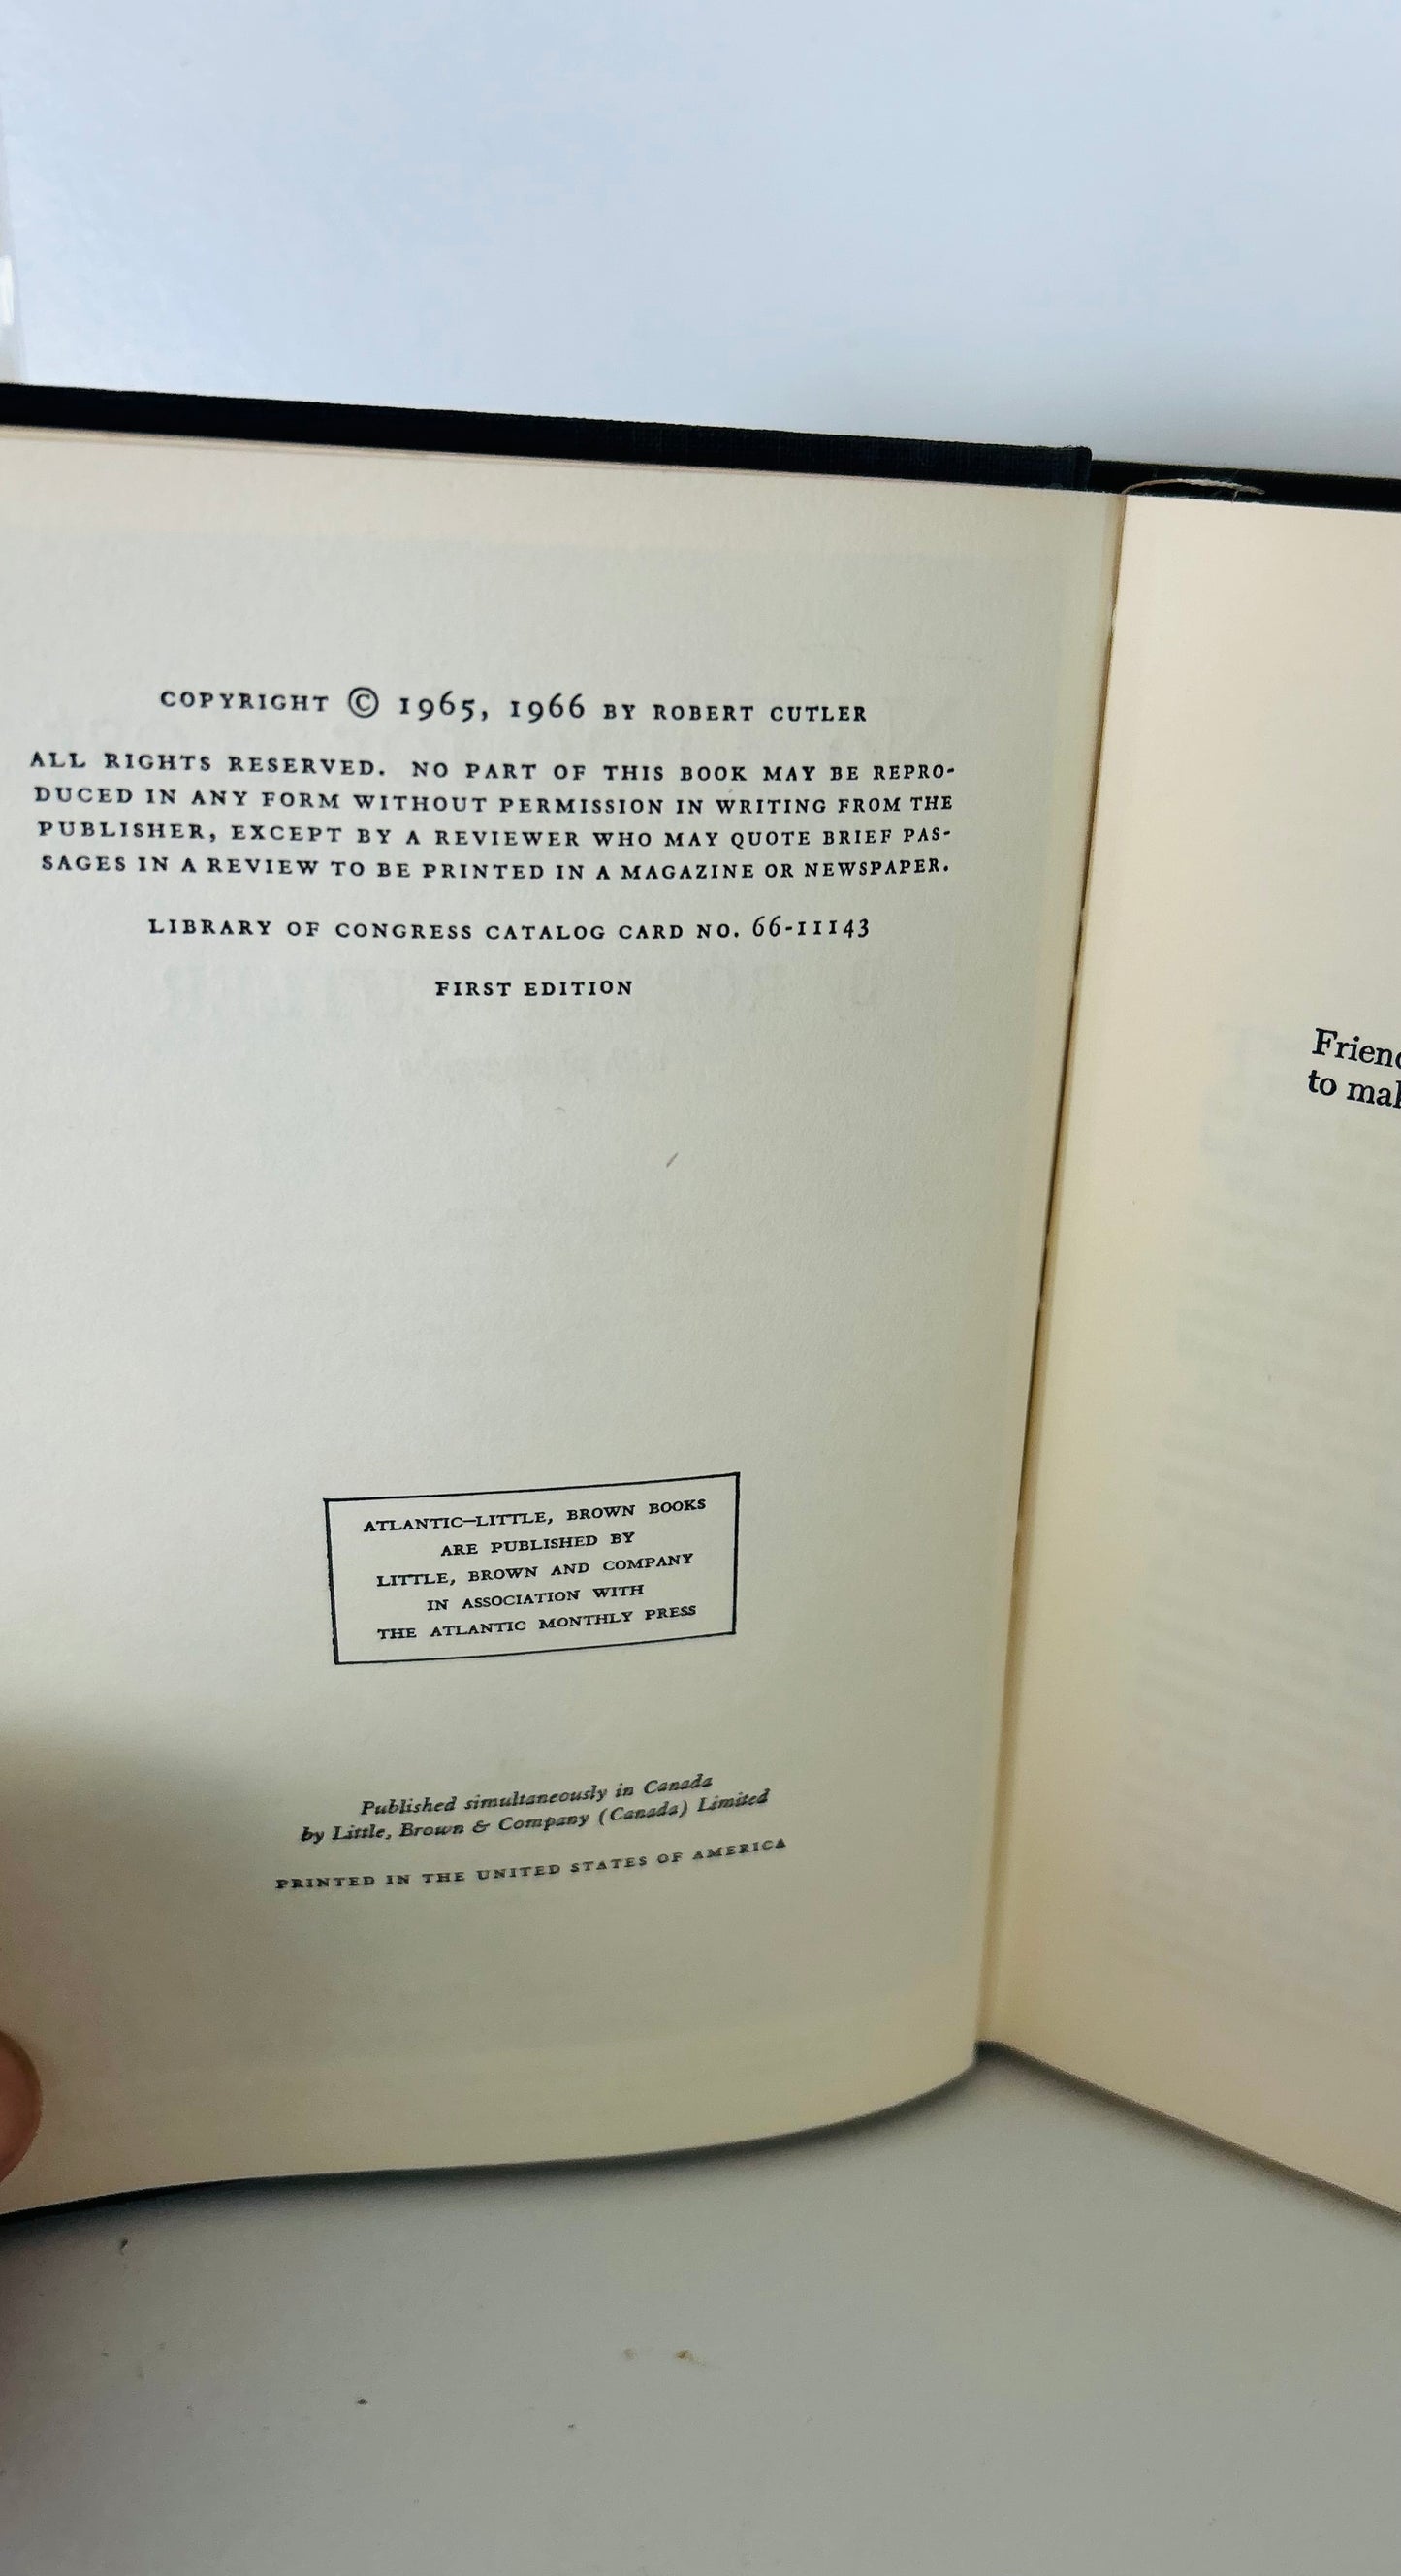 COPYRIGHT © 1965, 1966 BY ROBERT CUTLER
ALL RIGHTS RESERVED. NO PART OF THIS BOOK MAY BE REPRO-
DUCED IN ANY FORM WITHOUT PERMISSION IN WRITING FROM THE
PUBLISHER, EXCEPT BY A REVIEWER WHO MAY QUOTE BRIEF PAS-
SAGES IN A REVIEW TO BE PRINTED IN A MAGAZINE OR NEWSPAPER.
LIBRARY OF CONGRESS CATALOG CARD NO. 66-11143
FIRST EDITION
ATLANTIC—LITTLE, BROWN BOOKS
ARE PUBLISHED BY
LITTLE, BROWN AND COMPANY
IN ASSOCIATION WITH
THE ATLANTIC MONTHLY PRESS
Published simultaneously in Canada
by Little, Brown & Company (Canada) Limited
PRINTED IN THE UNITED STATES OF AMERICA
to